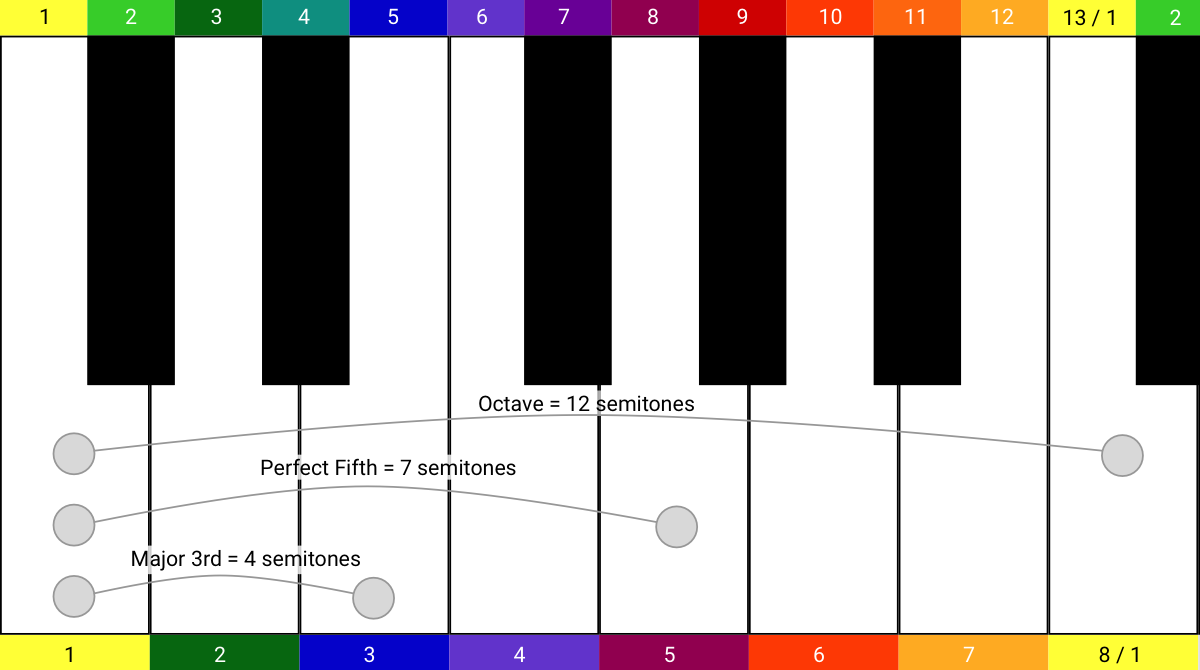 1 2 3 4 5 6 7 8 9 10 11 12 13 / 1 2
Octave = 12 semitones
Perfect Fifth = 7 semitones
Major 3rd = 4 semitones
1 2 3 4 5 6 7 8 / 1